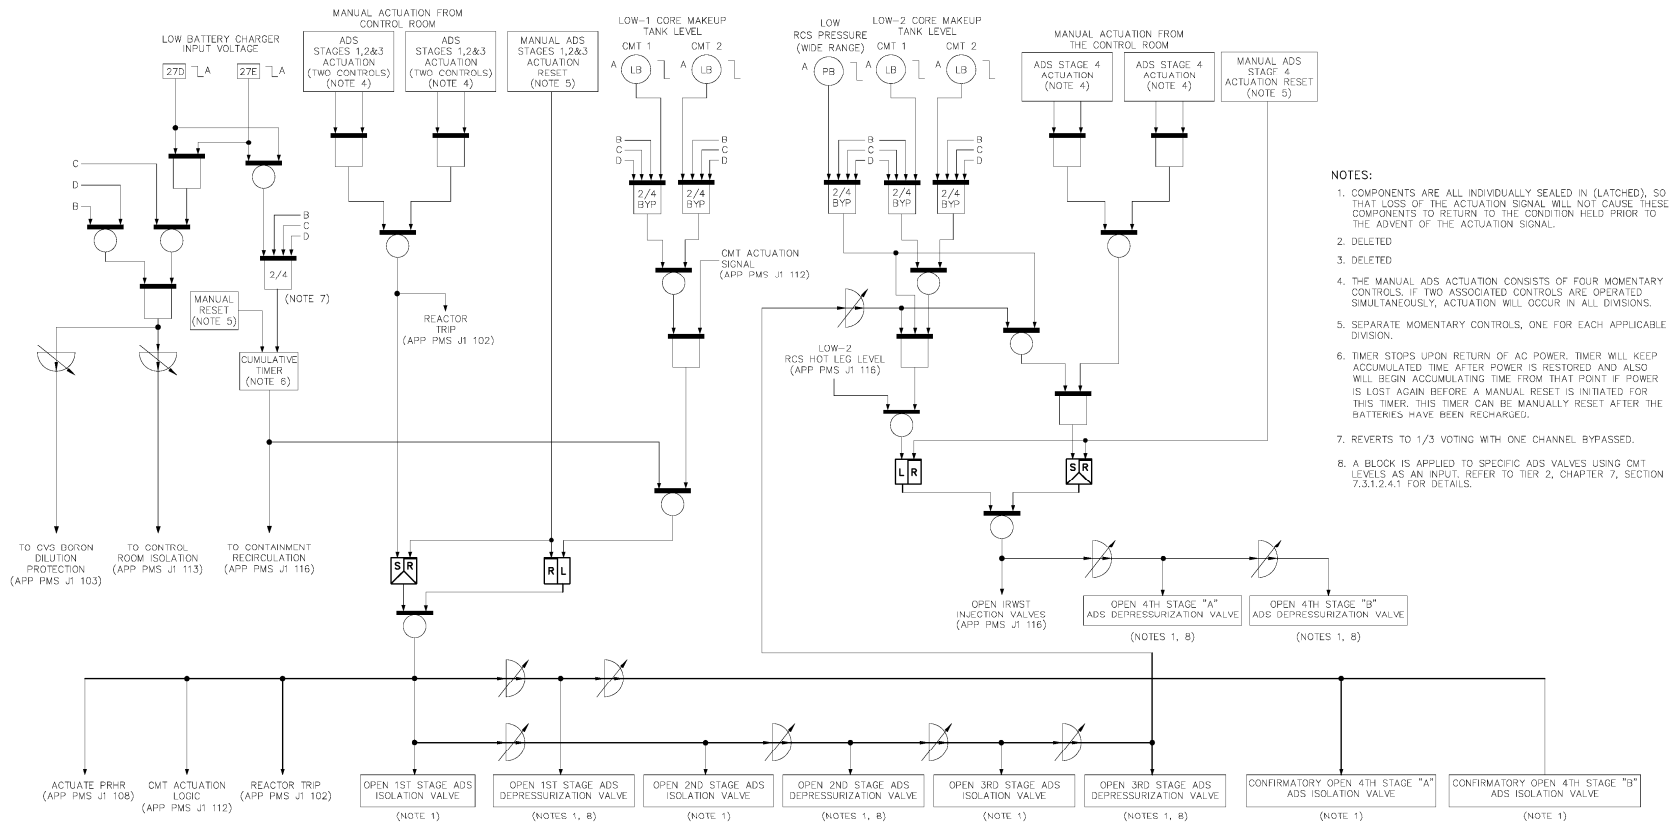 LOW BATTERY CHARGER
INPUT VOLTAGE
27D
A
27E
A
MANUAL ACTUATION FROM
CONTROL ROOM
ADS
STAGES 1,2&3
ACTUATION
(TWO CONTROLS)
(NOTE 4)
ADS
STAGES 1,2&3
ACTUATION
(TWO CONTROLS)
(NOTE 4)
MANUAL ADS
STAGES 1,2&3
ACTUATION
RESET
(NOTE 5)
LOW-1 CORE MAKEUP
TANK LEVEL
CMT 1
CMT 2
A
LB
LB
LOW
RCS PRESSURE
(WIDE RANGE)
A
PB
LOW-2 CORE MAKEUP
TANK LEVEL
CMT 1
CMT 2
A
LB
LB
MANUAL ACTUATION FROM
THE CONTROL ROOM
ADS STAGE 4
ACTUATION
(NOTE 4)
ADS STAGE 4
ACTUATION
(NOTE 4)
MANUAL ADS
STAGE 4
ACTUATION RESET
(NOTE 5)
C
D
B
B
C
D
2/4
(NOTE 7)
MANUAL
RESET
(NOTE 5)
CUMULATIVE
TIMER
(NOTE 6)
B
C
D
B
C
D
2/4
BYP
2/4
BYP
B
C
D
B
C
D
2/4
BYP
2/4
BYP
2/4
BYP
CMT ACTUATION
SIGNAL
(APP PMS J1 112)
REACTOR
TRIP
(APP PMS J1 102)
LOW-2
RCS HOT LEG LEVEL
(APP PMS J1 116)
L R
S R
S R
R L
TO CVS BORON
DILUTION
PROTECTION
(APP PMS J1 103)
TO CONTROL
ROOM ISOLATION
(APP PMS J1 113)
TO CONTAINMENT
RECIRCULATION
(APP PMS J1 116)
OPEN IRWST
INJECTION VALVES
(APP PMS J1 116)
OPEN 4TH STAGE "A"
ADS DEPRESSURIZATION VALVE
(NOTES 1, 8)
OPEN 4TH STAGE "B"
ADS DEPRESSURIZATION VALVE
(NOTES 1, 8)
ACTUATE PRHR
(APP PMS J1 108)
CMT ACTUATION
LOGIC
(APP PMS J1 112)
REACTOR TRIP
(APP PMS J1 102)
OPEN 1ST STAGE ADS
ISOLATION VALVE
(NOTE 1)
OPEN 1ST STAGE ADS
DEPRESSURIZATION VALVE
(NOTES 1, 8)
OPEN 2ND STAGE ADS
ISOLATION VALVE
(NOTE 1)
OPEN 2ND STAGE ADS
DEPRESSURIZATION VALVE
(NOTES 1, 8)
OPEN 3RD STAGE ADS
ISOLATION VALVE
(NOTE 1)
OPEN 3RD STAGE ADS
DEPRESSURIZATION VALVE
(NOTES 1, 8)
CONFIRMATORY OPEN 4TH STAGE "A"
ADS ISOLATION VALVE
(NOTE 1)
CONFIRMATORY OPEN 4TH STAGE "B"
ADS ISOLATION VALVE
(NOTE 1)
NOTES:
1. COMPONENTS ARE ALL INDIVIDUALLY SEALED IN (LATCHED), SO
THAT LOSS OF THE ACTUATION SIGNAL WILL NOT CAUSE THESE
COMPONENTS TO RETURN TO THE CONDITION HELD PRIOR TO
THE ADVENT OF THE ACTUATION SIGNAL.
2. DELETED
3. DELETED
4. THE MANUAL ADS ACTUATION CONSISTS OF FOUR MOMENTARY
CONTROLS. IF TWO ASSOCIATED CONTROLS ARE OPERATED
SIMULTANEOUSLY, ACTUATION WILL OCCUR IN ALL DIVISIONS.
5. SEPARATE MOMENTARY CONTROLS, ONE FOR EACH APPLICABLE
DIVISION.
6. TIMER STOPS UPON RETURN OF AC POWER. TIMER WILL KEEP
ACCUMULATED TIME AFTER POWER IS RESTORED AND ALSO
WILL BEGIN ACCUMULATING TIME FROM THAT POINT IF POWER
IS LOST AGAIN BEFORE A MANUAL RESET IS INITIATED FOR
THIS TIMER. THIS TIMER CAN BE MANUALLY RESET AFTER THE
BATTERIES HAVE BEEN RECHARGED.
7. REVERTS TO 1/3 VOTING WITH ONE CHANNEL BYPASSED.
8. A BLOCK IS APPLIED TO SPECIFIC ADS VALVES USING CMT
LEVELS AS AN INPUT. REFER TO TIER 2, CHAPTER 7, SECTION
7.3.1.2.4.1 FOR DETAILS.